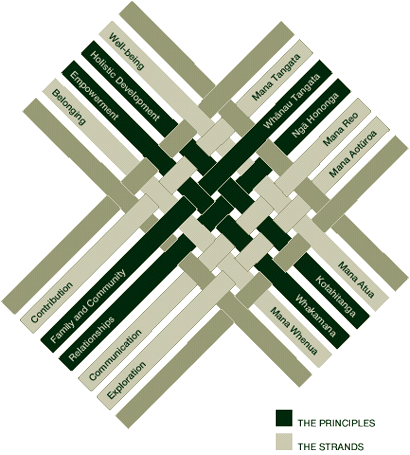 Well-being
Holistic Development
Empowerment
Belonging
Mana Tangata
Whānau Tangata
Ngā Hononga
Mana Reo
Mana Aotūroa
Contribution
Family and Community
Relationships
Communication
Exploration
Mana Atua
Kotahitanga
Whakamana
Mana Whenua
THE PRINCIPLES
THE STRANDS